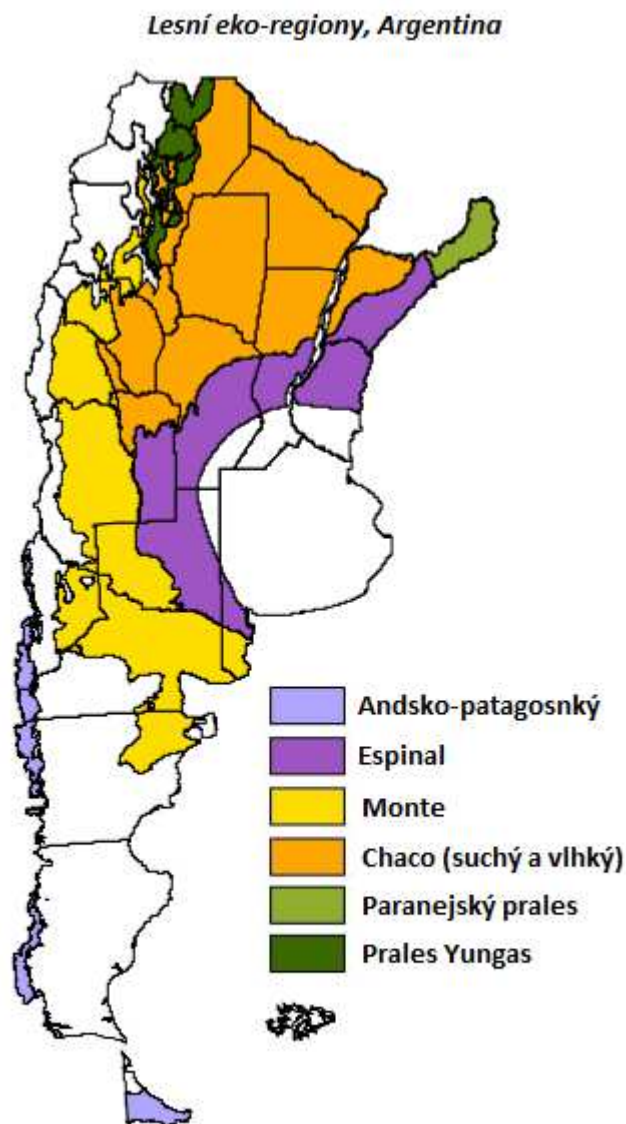 Lesní eko-regiony, Argentina
Andsko-patagosnký
Espinal
Monte
Chaco (suchý a vlhký)
Paranejský prales
Prales Yungas